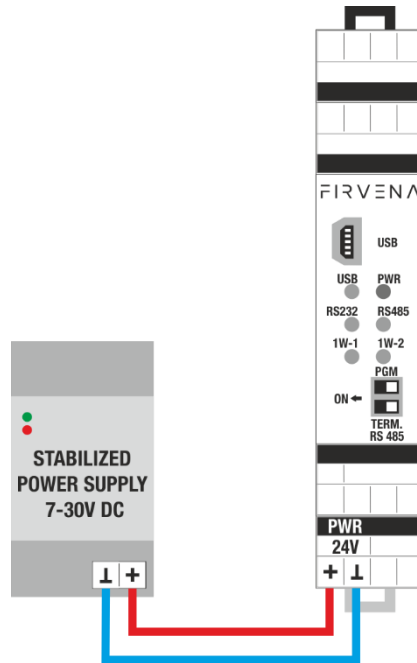 FIRVENA
USB
USB PWR
RS232 RS485
1W-1 1W-2
PGM
ON
TERM.
RS 485
STABILIZED
POWER SUPPLY
7-30V DC
⊥ +
PWR
24V
+ ⊥